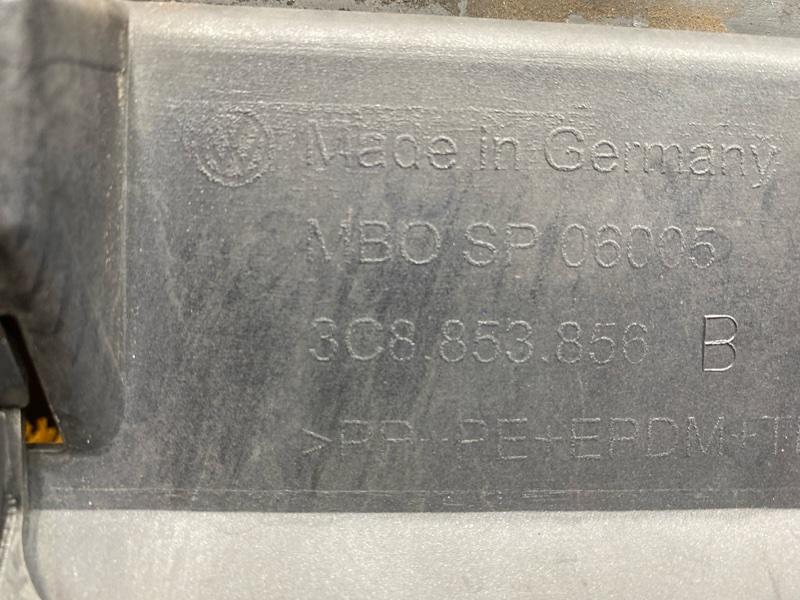 Made in Germany
MBO SP 06005
3C8.853.856 B
>PP+PE+EPDM+T